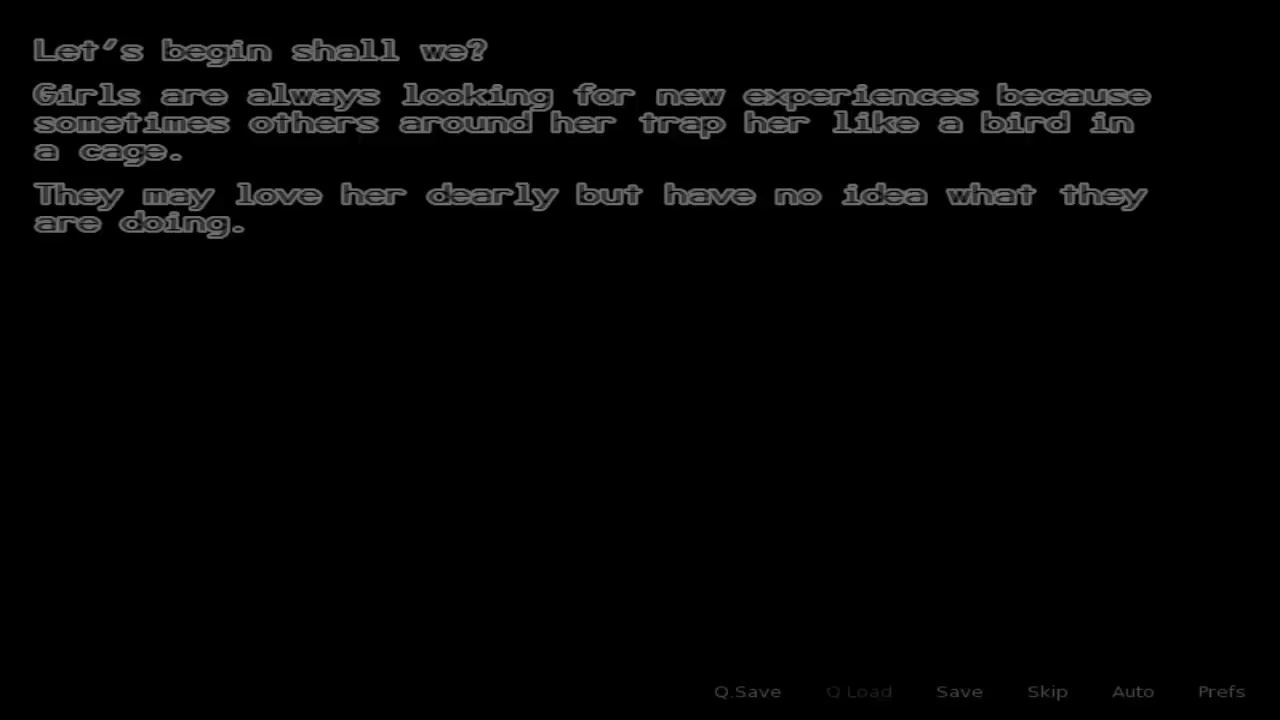 Let's begin shall we?
Girls are always looking for new experiences because
sometimes others around her trap her like a bird in
a cage.
They may love her dearly but have no idea what they
are doing.
Q.Save Q.Load Save Skip Auto Prefs